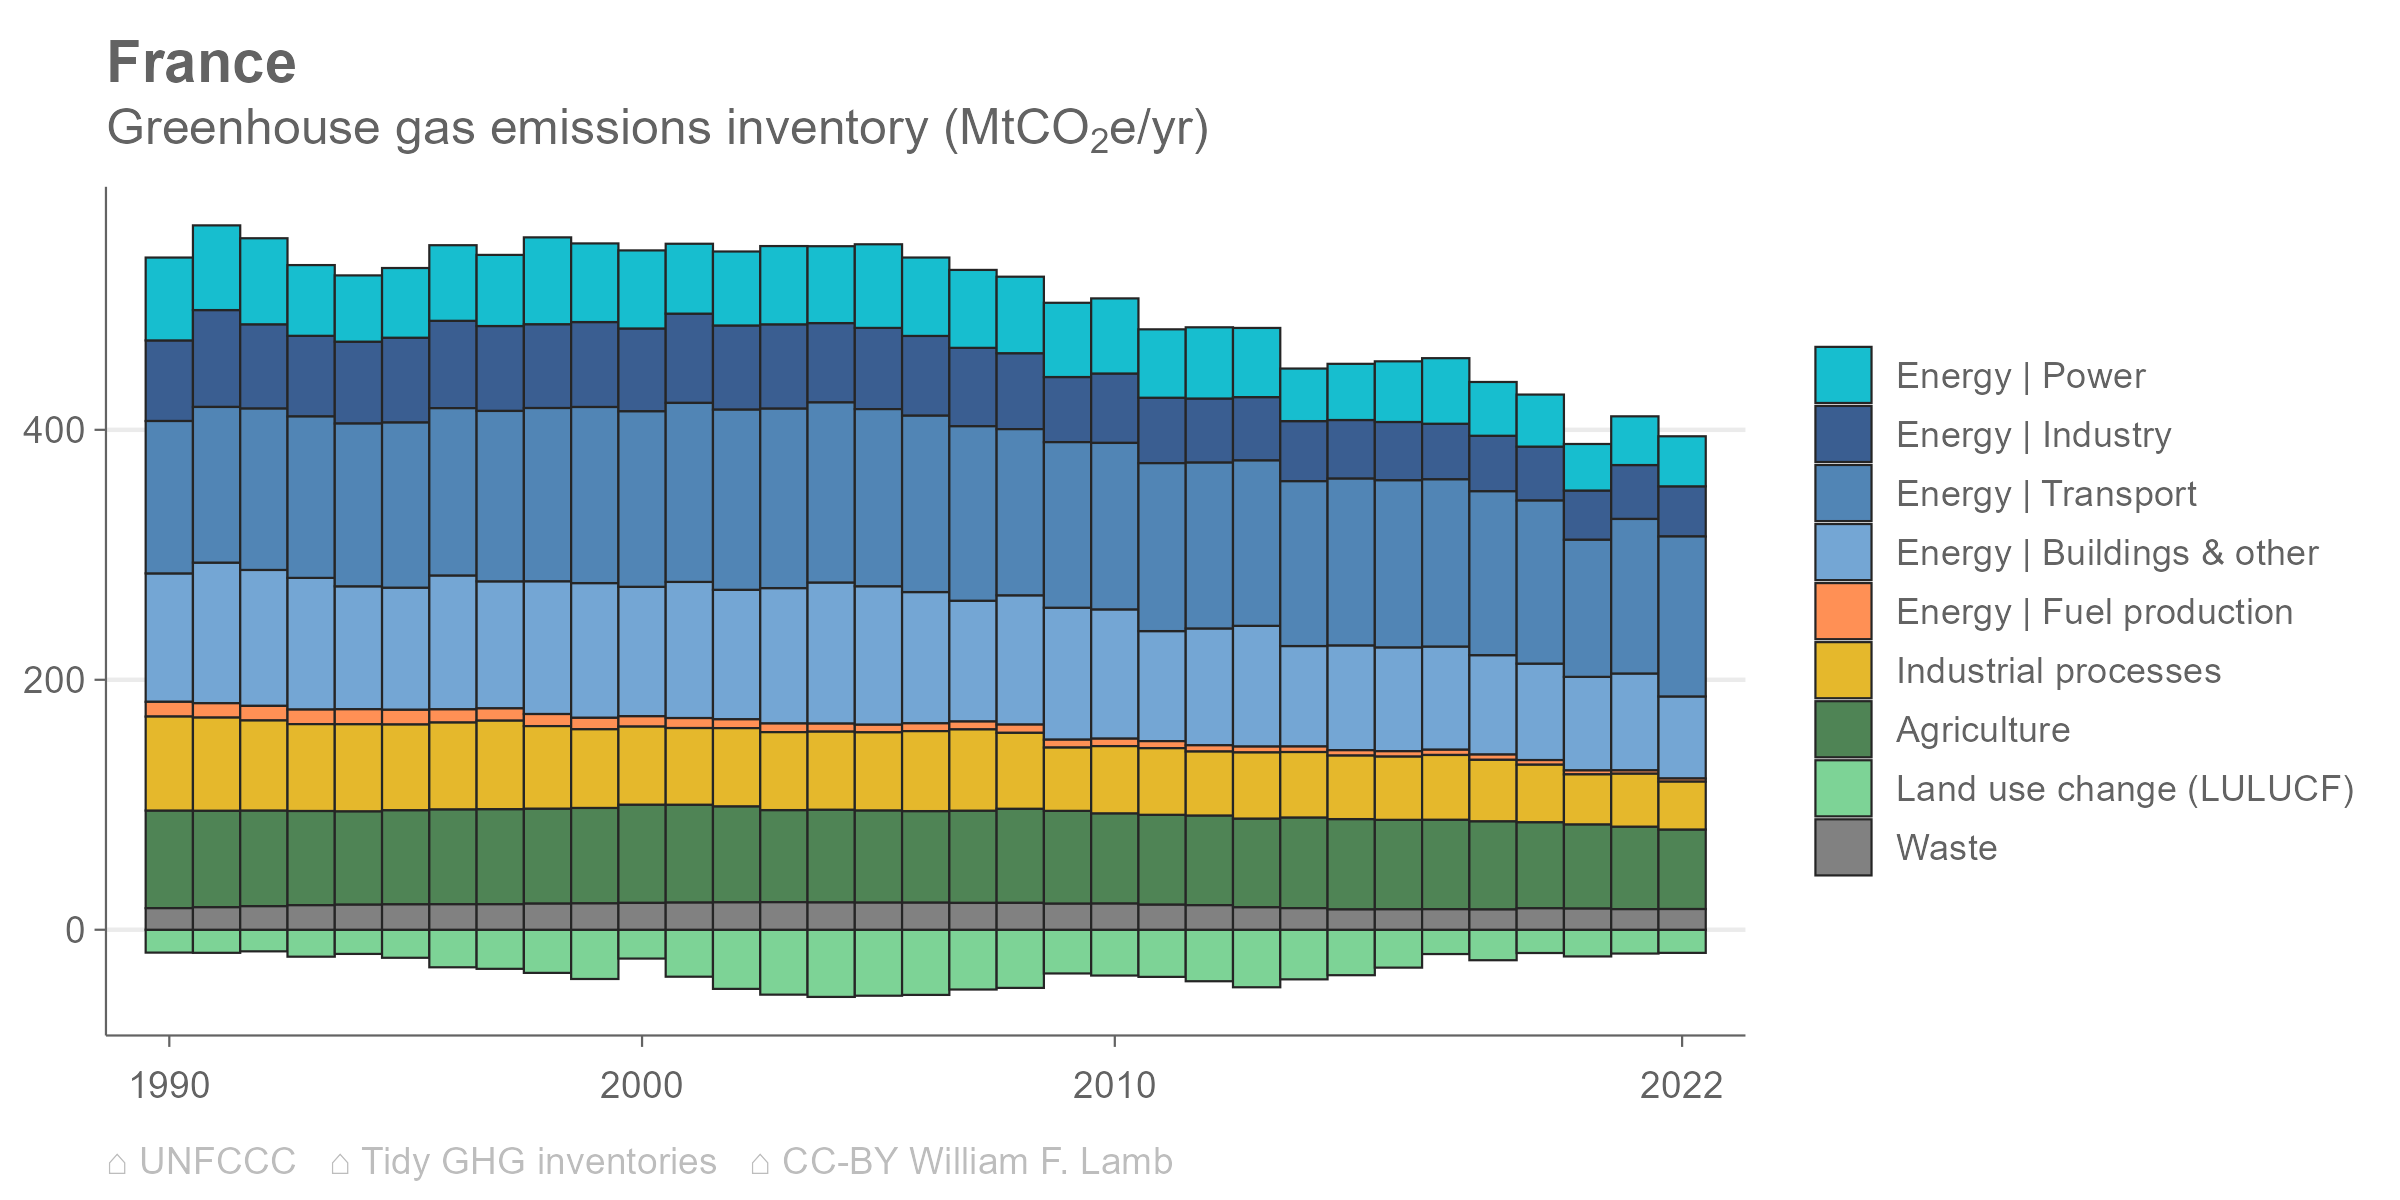 France
Greenhouse gas emissions inventory (MtCO₂e/yr)
400
200
0
1990 2000 2010 2022
Energy | Power
Energy | Industry
Energy | Transport
Energy | Buildings & other
Energy | Fuel production
Industrial processes
Agriculture
Land use change (LULUCF)
Waste
⌂ UNFCCC ⌂ Tidy GHG inventories ⌂ CC-BY William F. Lamb